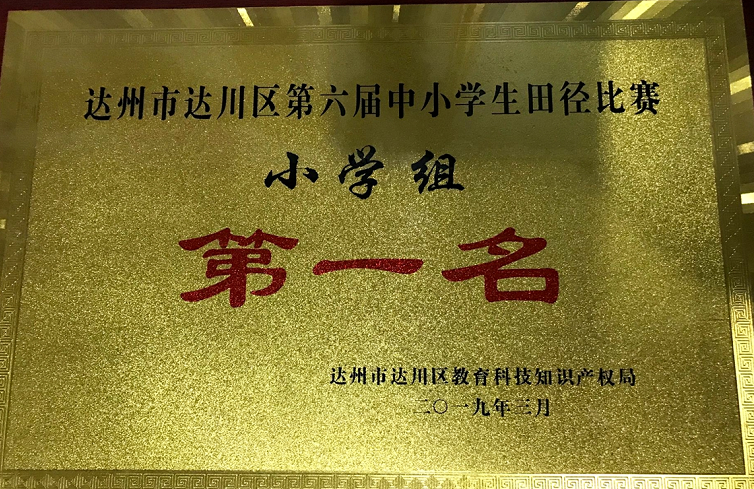 达州市达川区第六届中小学生田径比赛
小学组
第一名
达州市达川区教育科技知识产权局
二〇一九年三月